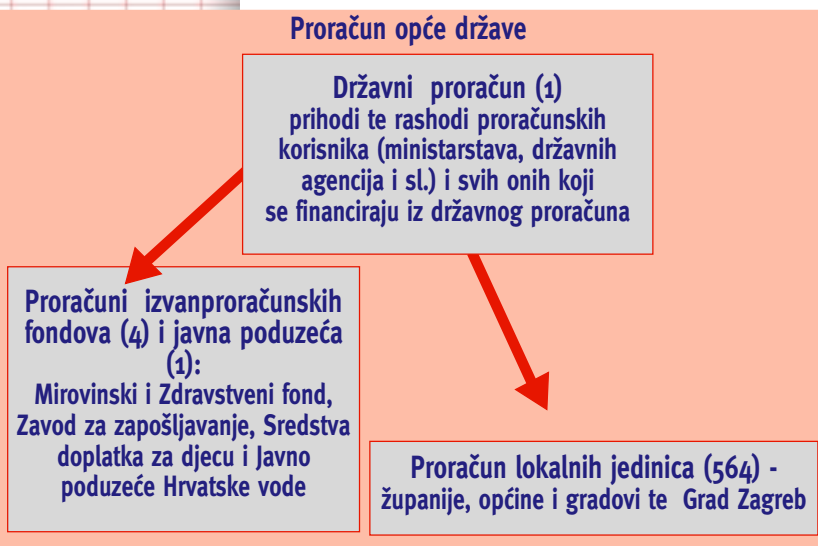 Proračun opće države
Državni proračun (1)
prihodi te rashodi proračunskih
korisnika (ministarstava, državnih
agencija i sl.) i svih onih koji
se financiraju iz državnog proračuna
Proračuni izvanproračunskih
fondova (4) i javna poduzeća
(1):
Mirovinski i Zdravstveni fond,
Zavod za zapošljavanje, Sredstva
doplatka za djecu i Javno
poduzeće Hrvatske vode
Proračun lokalnih jedinica (564) -
županije, općine i gradovi te Grad Zagreb